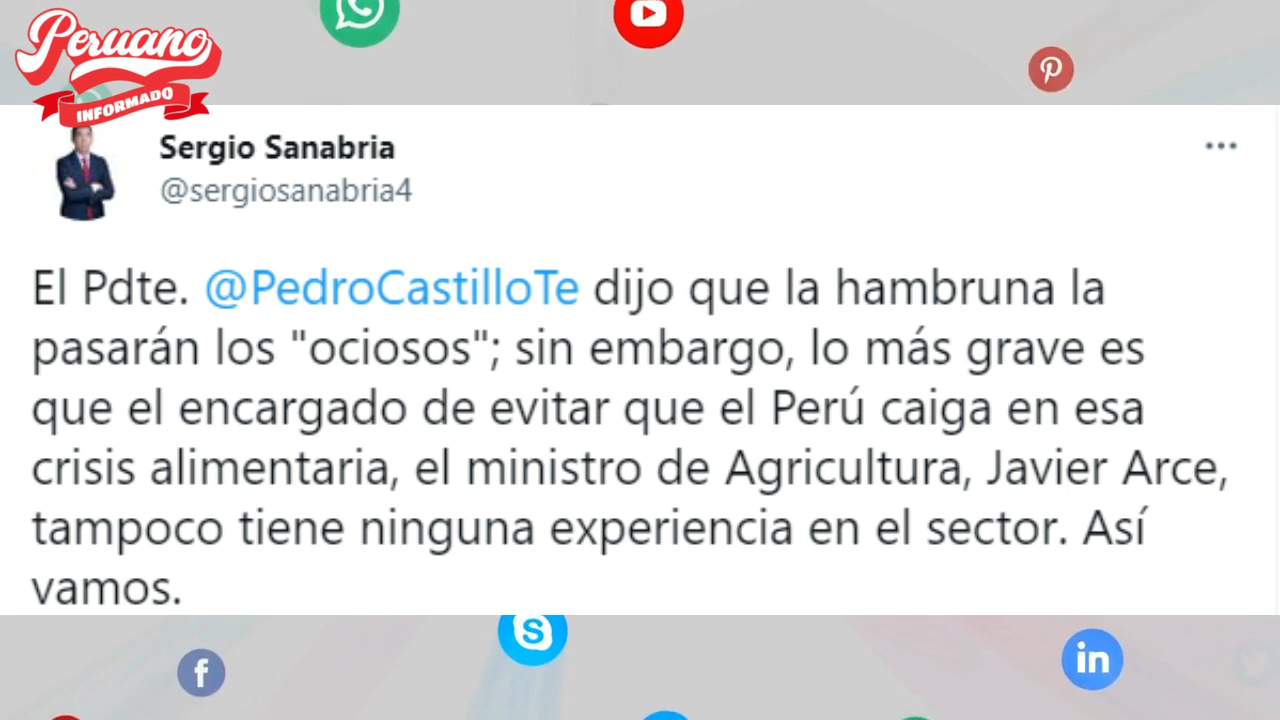 Peruano
INFORMADO
Sergio Sanabria
@sergiosanabria4
El Pdte. @PedroCastilloTe dijo que la hambruna la
pasarán los "ociosos"; sin embargo, lo más grave es
que el encargado de evitar que el Perú caiga en esa
crisis alimentaria, el ministro de Agricultura, Javier Arce,
tampoco tiene ninguna experiencia en el sector. Así
vamos.